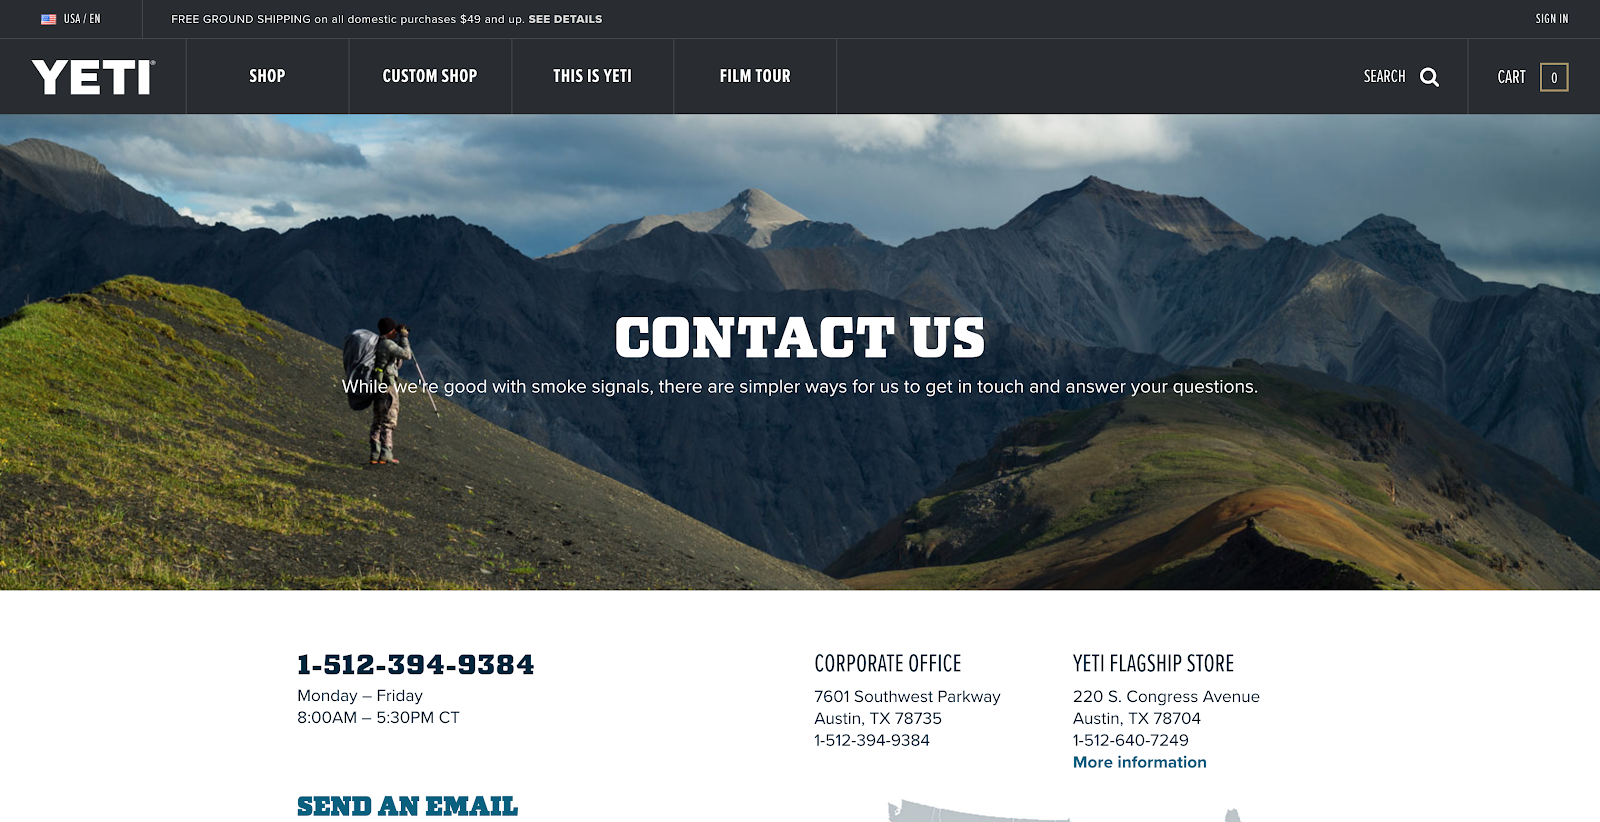 USA / EN
FREE GROUND SHIPPING on all domestic purchases $49 and up. SEE DETAILS
SIGN IN
YETI®
SHOP
CUSTOM SHOP
THIS IS YETI
FILM TOUR
SEARCH
CART 0
CONTACT US
While we're good with smoke signals, there are simpler ways for us to get in touch and answer your questions.
1-512-394-9384
Monday – Friday
8:00AM – 5:30PM CT
SEND AN EMAIL
CORPORATE OFFICE
7601 Southwest Parkway
Austin, TX 78735
1-512-394-9384
YETI FLAGSHIP STORE
220 S. Congress Avenue
Austin, TX 78704
1-512-640-7249
More information